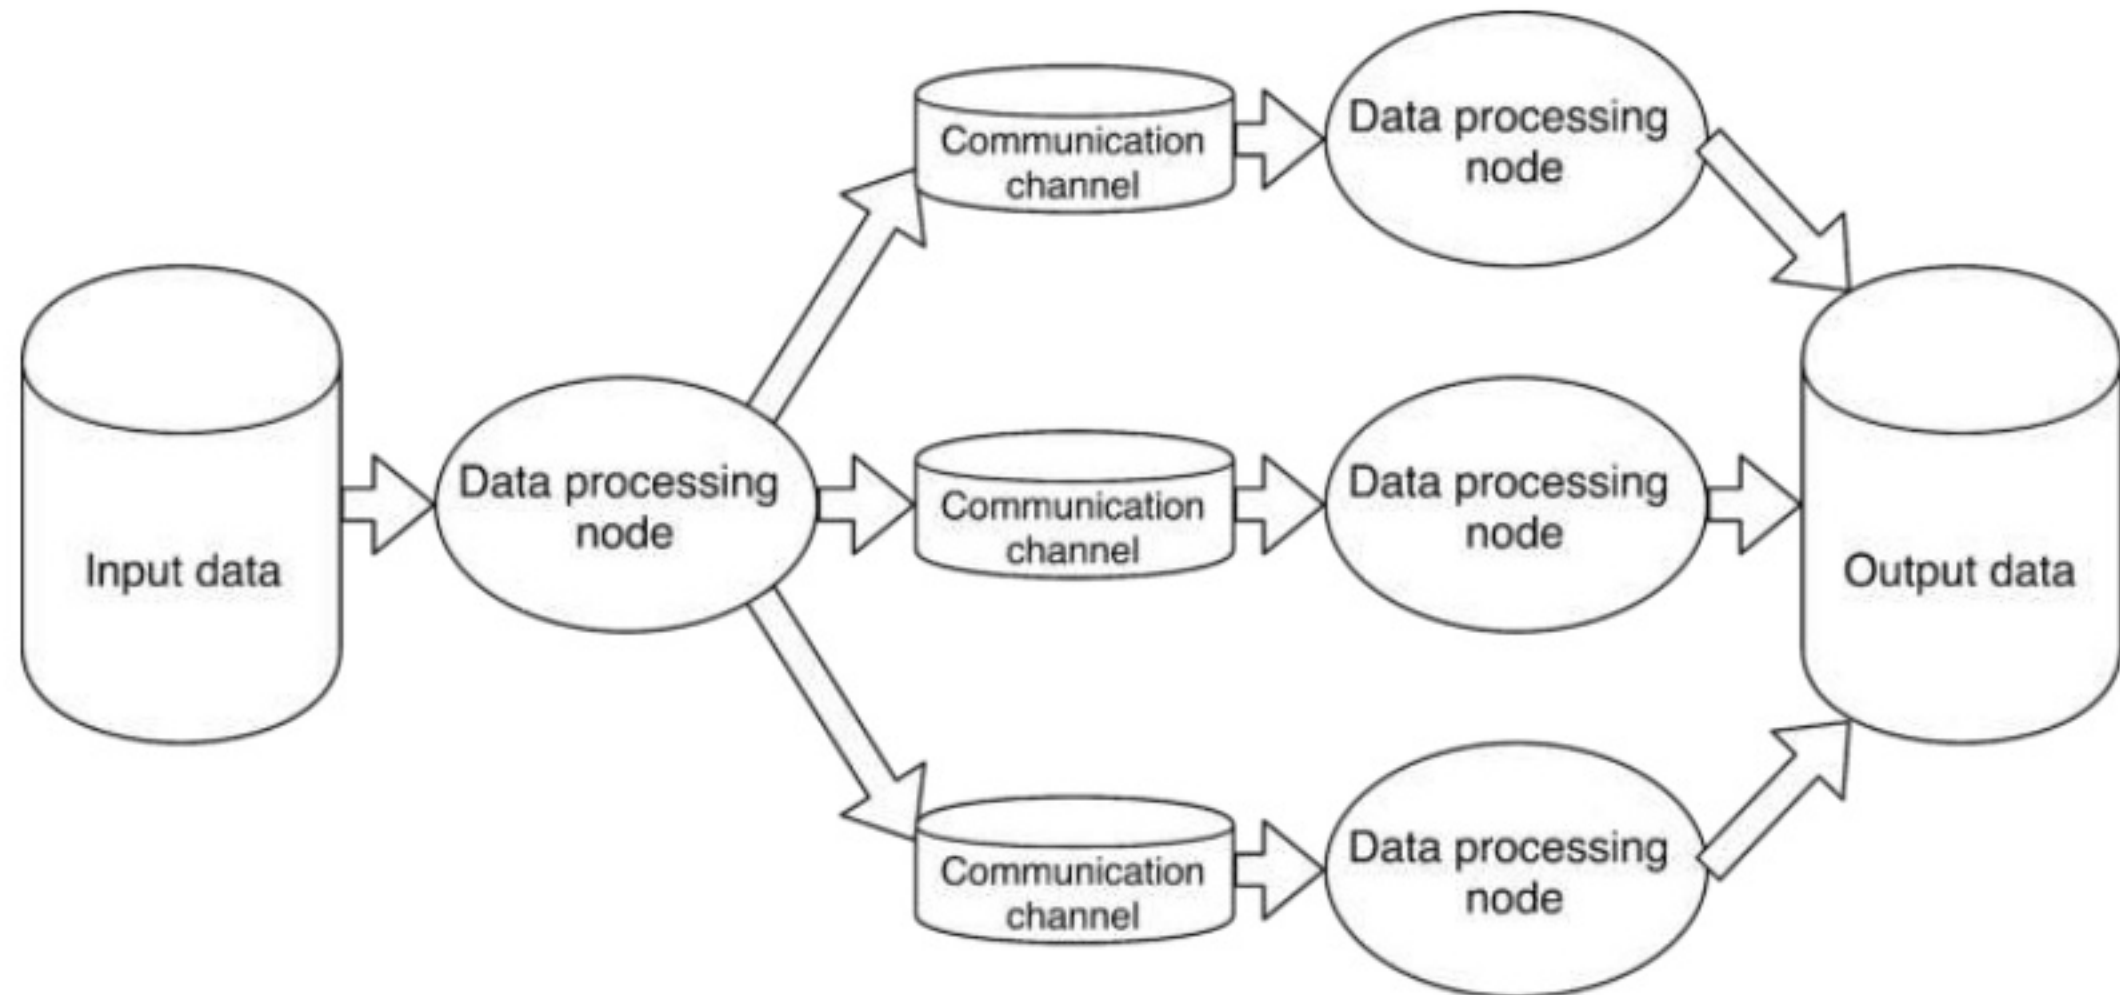 Communication
channel
Data processing
node
Input data
Data processing
node
Communication
channel
Data processing
node
Output data
Communication
channel
Data processing
node